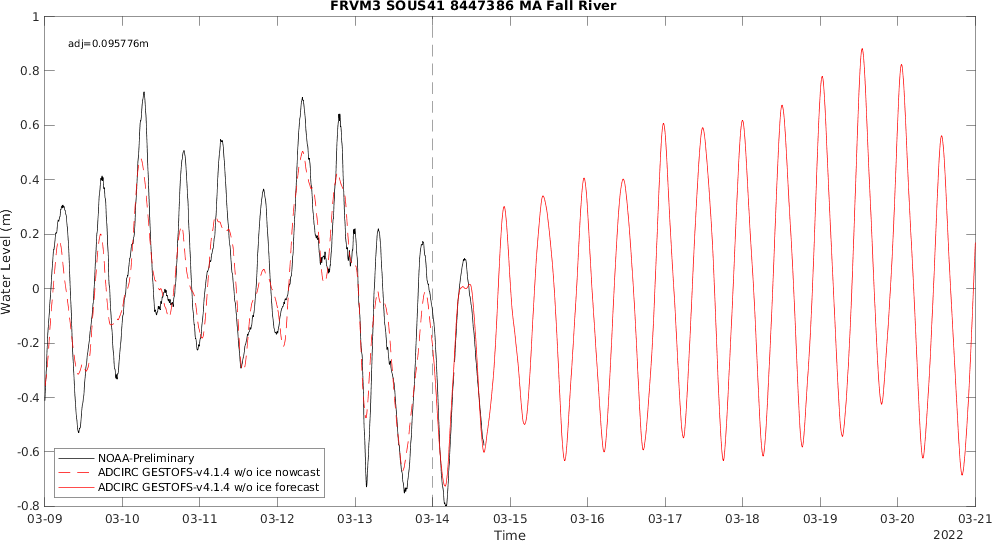 FRVM3 SOUS41 8447386 MA Fall River
adj=0.095776m
Water Level (m)
1
0.8
0.6
0.4
0.2
0
-0.2
-0.4
-0.6
-0.8
NOAA-Preliminary
ADCIRC GESTOFS-v4.1.4 w/o ice nowcast
ADCIRC GESTOFS-v4.1.4 w/o ice forecast
03-09 03-10 03-11 03-12 03-13 03-14 03-15 03-16 03-17 03-18 03-19 03-20 03-21
Time
2022